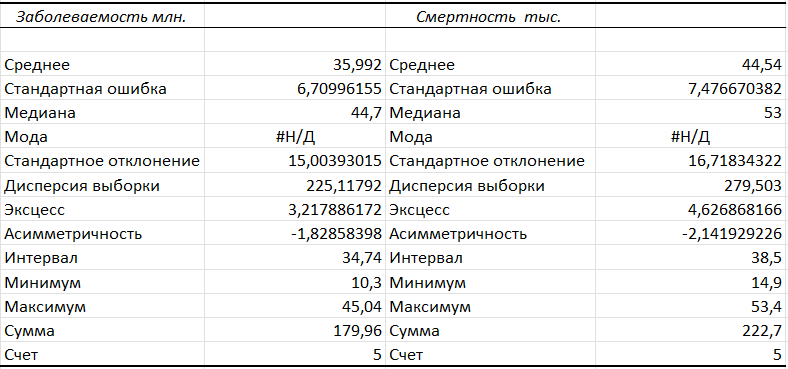 Заболеваемость млн. Смертность тыс.
Среднее 35,992 Среднее 44,54
Стандартная ошибка 6,70996155 Стандартная ошибка 7,476670382
Медиана 44,7 Медиана 53
Мода #Н/Д Мода #Н/Д
Стандартное отклонение 15,00393015 Стандартное отклонение 16,71834322
Дисперсия выборки 225,11792 Дисперсия выборки 279,503
Эксцесс 3,217886172 Эксцесс 4,626868166
Асимметричность -1,82858398 Асимметричность -2,141929226
Интервал 34,74 Интервал 38,5
Минимум 10,3 Минимум 14,9
Максимум 45,04 Максимум 53,4
Сумма 179,96 Сумма 222,7
Счет 5 Счет 5